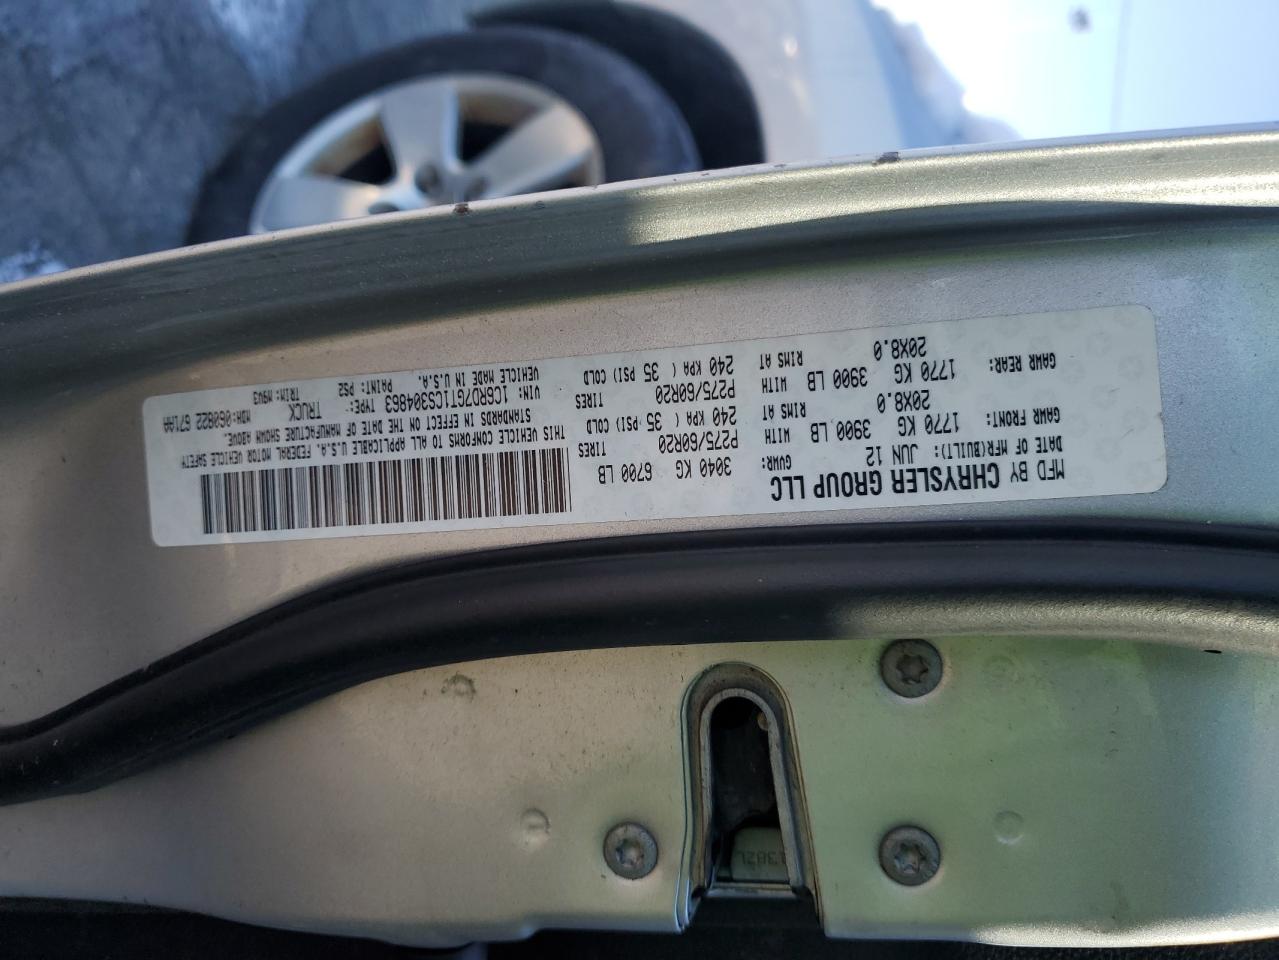 MFD BY CHRYSLER GROUP LLC
DATE OF MFR(BUILT): JUN 12 GVWR: 3040 KG 6700 LB
GAWR FRONT: 1770 KG 3900 LB WITH TIRES P275/60R20
20X8.0 RIMS AT 240 KPA ( 35 PSI) COLD
GAWR REAR: 1770 KG 3900 LB WITH TIRES P275/60R20
20X8.0 RIMS AT 240 KPA ( 35 PSI) COLD
THIS VEHICLE CONFORMS TO ALL APPLICABLE U.S.A. FEDERAL MOTOR VEHICLE SAFETY
STANDARDS IN EFFECT ON THE DATE OF MANUFACTURE SHOWN ABOVE.
VIN: 1C6RD7GT1CS304863 TYPE: TRUCK MDH: 060822 671AA
VEHICLE MADE IN U.S.A. PAINT: PS2 TRIM: M9V3